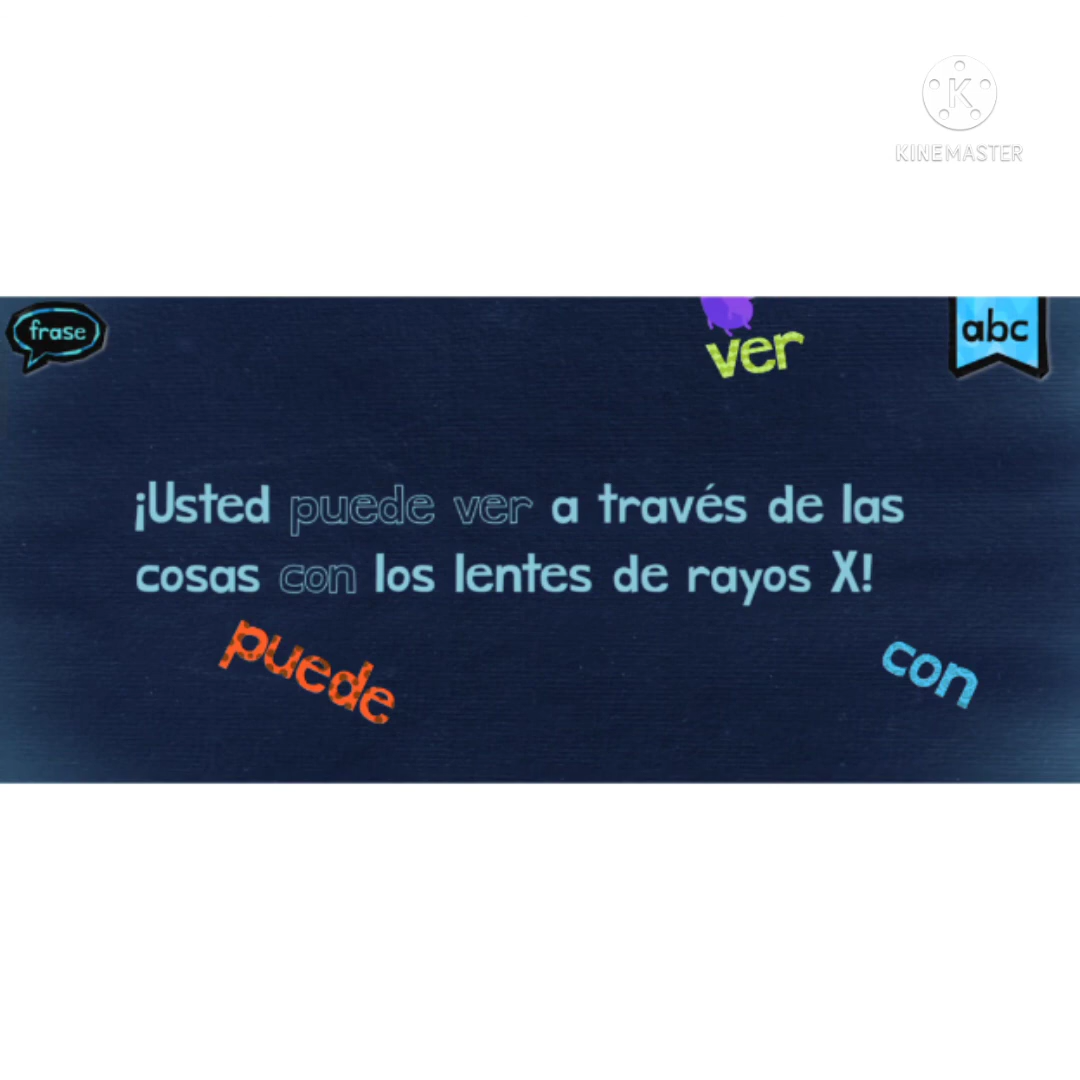 KINEMASTER
frase
ver
abc
¡Usted puede ver a través de las
cosas con los lentes de rayos X!
puede
con